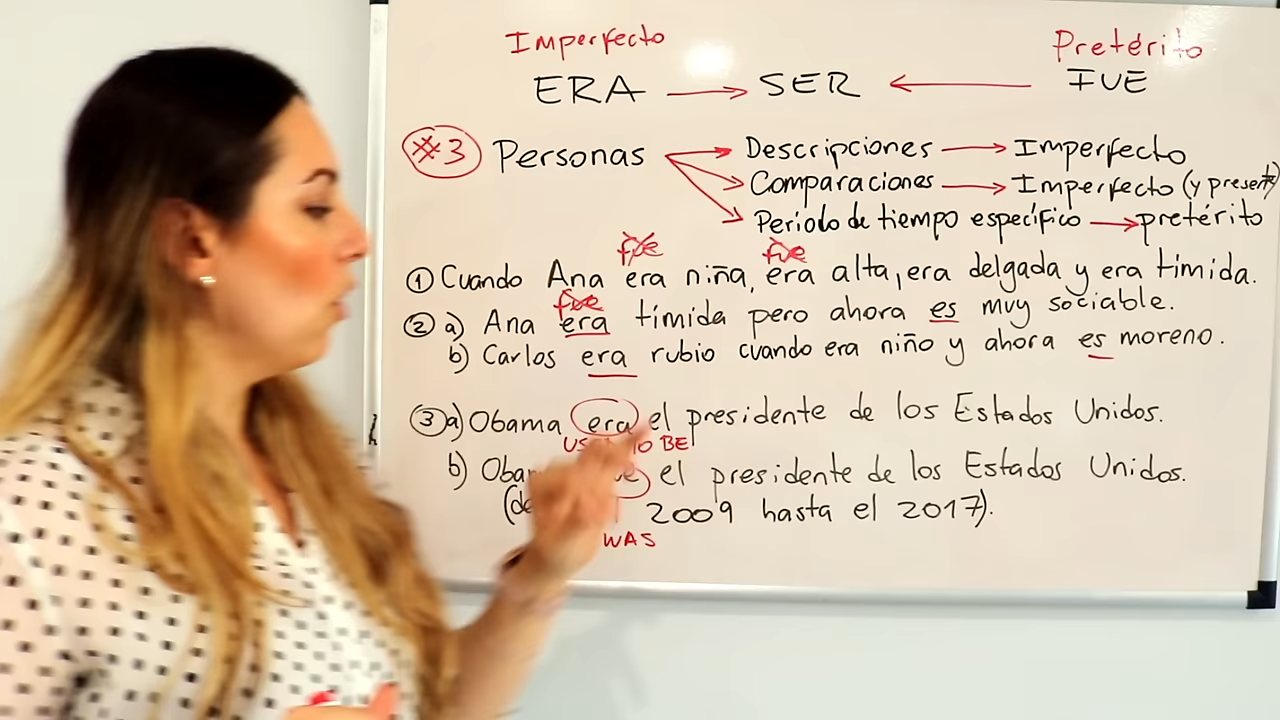 Imperfecto Pretérito
ERA → SER ← FUE
#3 Personas → Descripciones → Imperfecto
→ Comparaciones → Imperfecto (y presente)
→ Periodo de tiempo específico → pretérito
fue fue
① Cuando Ana era niña, era alta, era delgada y era tímida.
fue
② a) Ana era tímida pero ahora es muy sociable.
b) Carlos era rubio cuando era niño y ahora es moreno.
③ a) Obama era el presidente de los Estados Unidos.
TO BE
b) el presidente de los Estados Unidos.
2009 hasta el 2017).
WAS